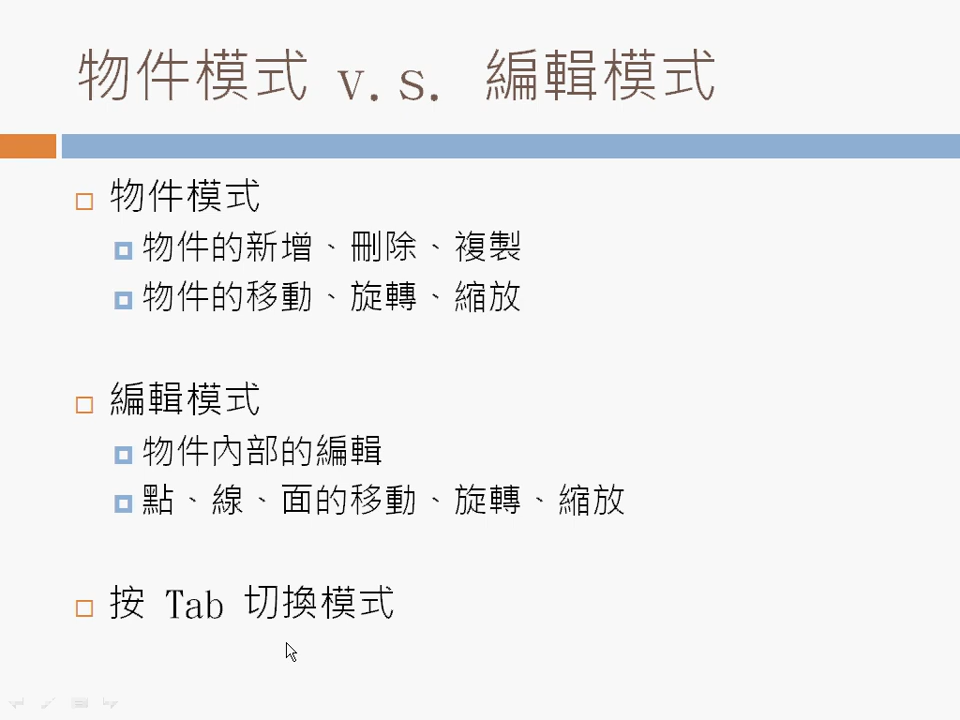 物件模式 v.s. 編輯模式
物件模式
物件的新增、刪除、複製
物件的移動、旋轉、縮放
編輯模式
物件內部的編輯
點、線、面的移動、旋轉、縮放
按 Tab 切換模式